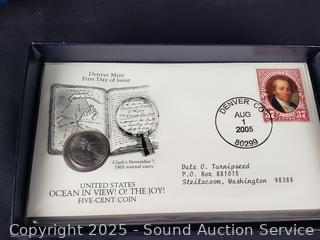 Denver Mint
First Day of Issue
Clark's November 7,
1805 journal entry
UNITED STATES
OCEAN IN VIEW! O! THE JOY!
FIVE-CENT COIN
DENVER CO
AUG
1
2005
80299
37 37
Dale O. Turnipseed
P.O. Box 881015
Steilacoom, Washington 98388
Copyright 2025 - Sound Auction Service